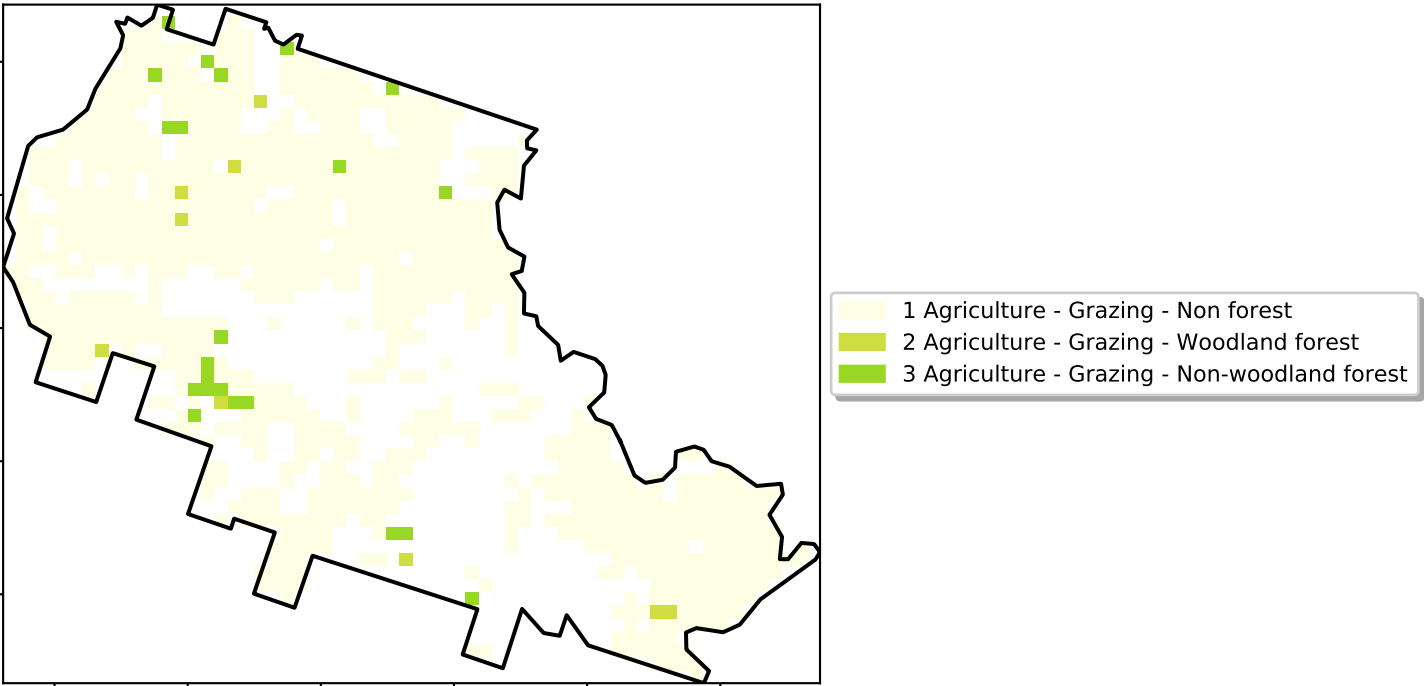 1 Agriculture - Grazing - Non forest
2 Agriculture - Grazing - Woodland forest
3 Agriculture - Grazing - Non-woodland forest